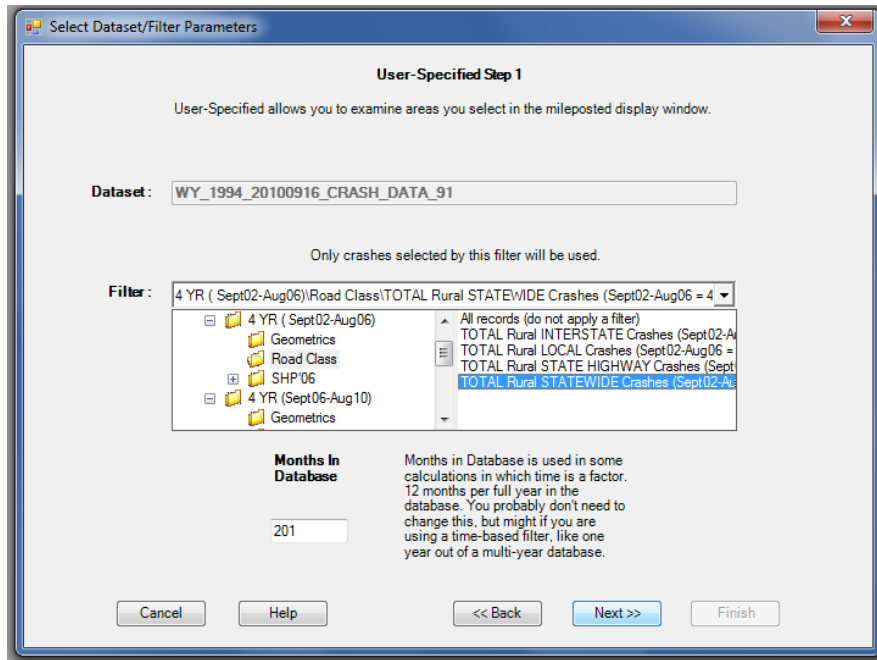 Select Dataset/Filter Parameters
User-Specified Step 1
User-Specified allows you to examine areas you select in the mileposted display window.
Dataset: WY_1994_20100916_CRASH_DATA_91
Only crashes selected by this filter will be used.
Filter: 4 YR ( Sept02-Aug06)\Road Class\TOTAL Rural STATEWIDE Crashes (Sept02-Aug06 = 4
4 YR ( Sept02-Aug06)
Geometrics
Road Class
SHP'06
4 YR (Sept06-Aug10)
Geometrics
All records (do not apply a filter)
TOTAL Rural INTERSTATE Crashes (Sept02-A
TOTAL Rural LOCAL Crashes (Sept02-Aug06 =
TOTAL Rural STATE HIGHWAY Crashes (Sept
TOTAL Rural STATEWIDE Crashes (Sept02-Au
Months In
Database
201
Months in Database is used in some
calculations in which time is a factor.
12 months per full year in the
database. You probably don't need to
change this, but might if you are
using a time-based filter, like one
year out of a multi-year database.
Cancel Help << Back Next >> Finish